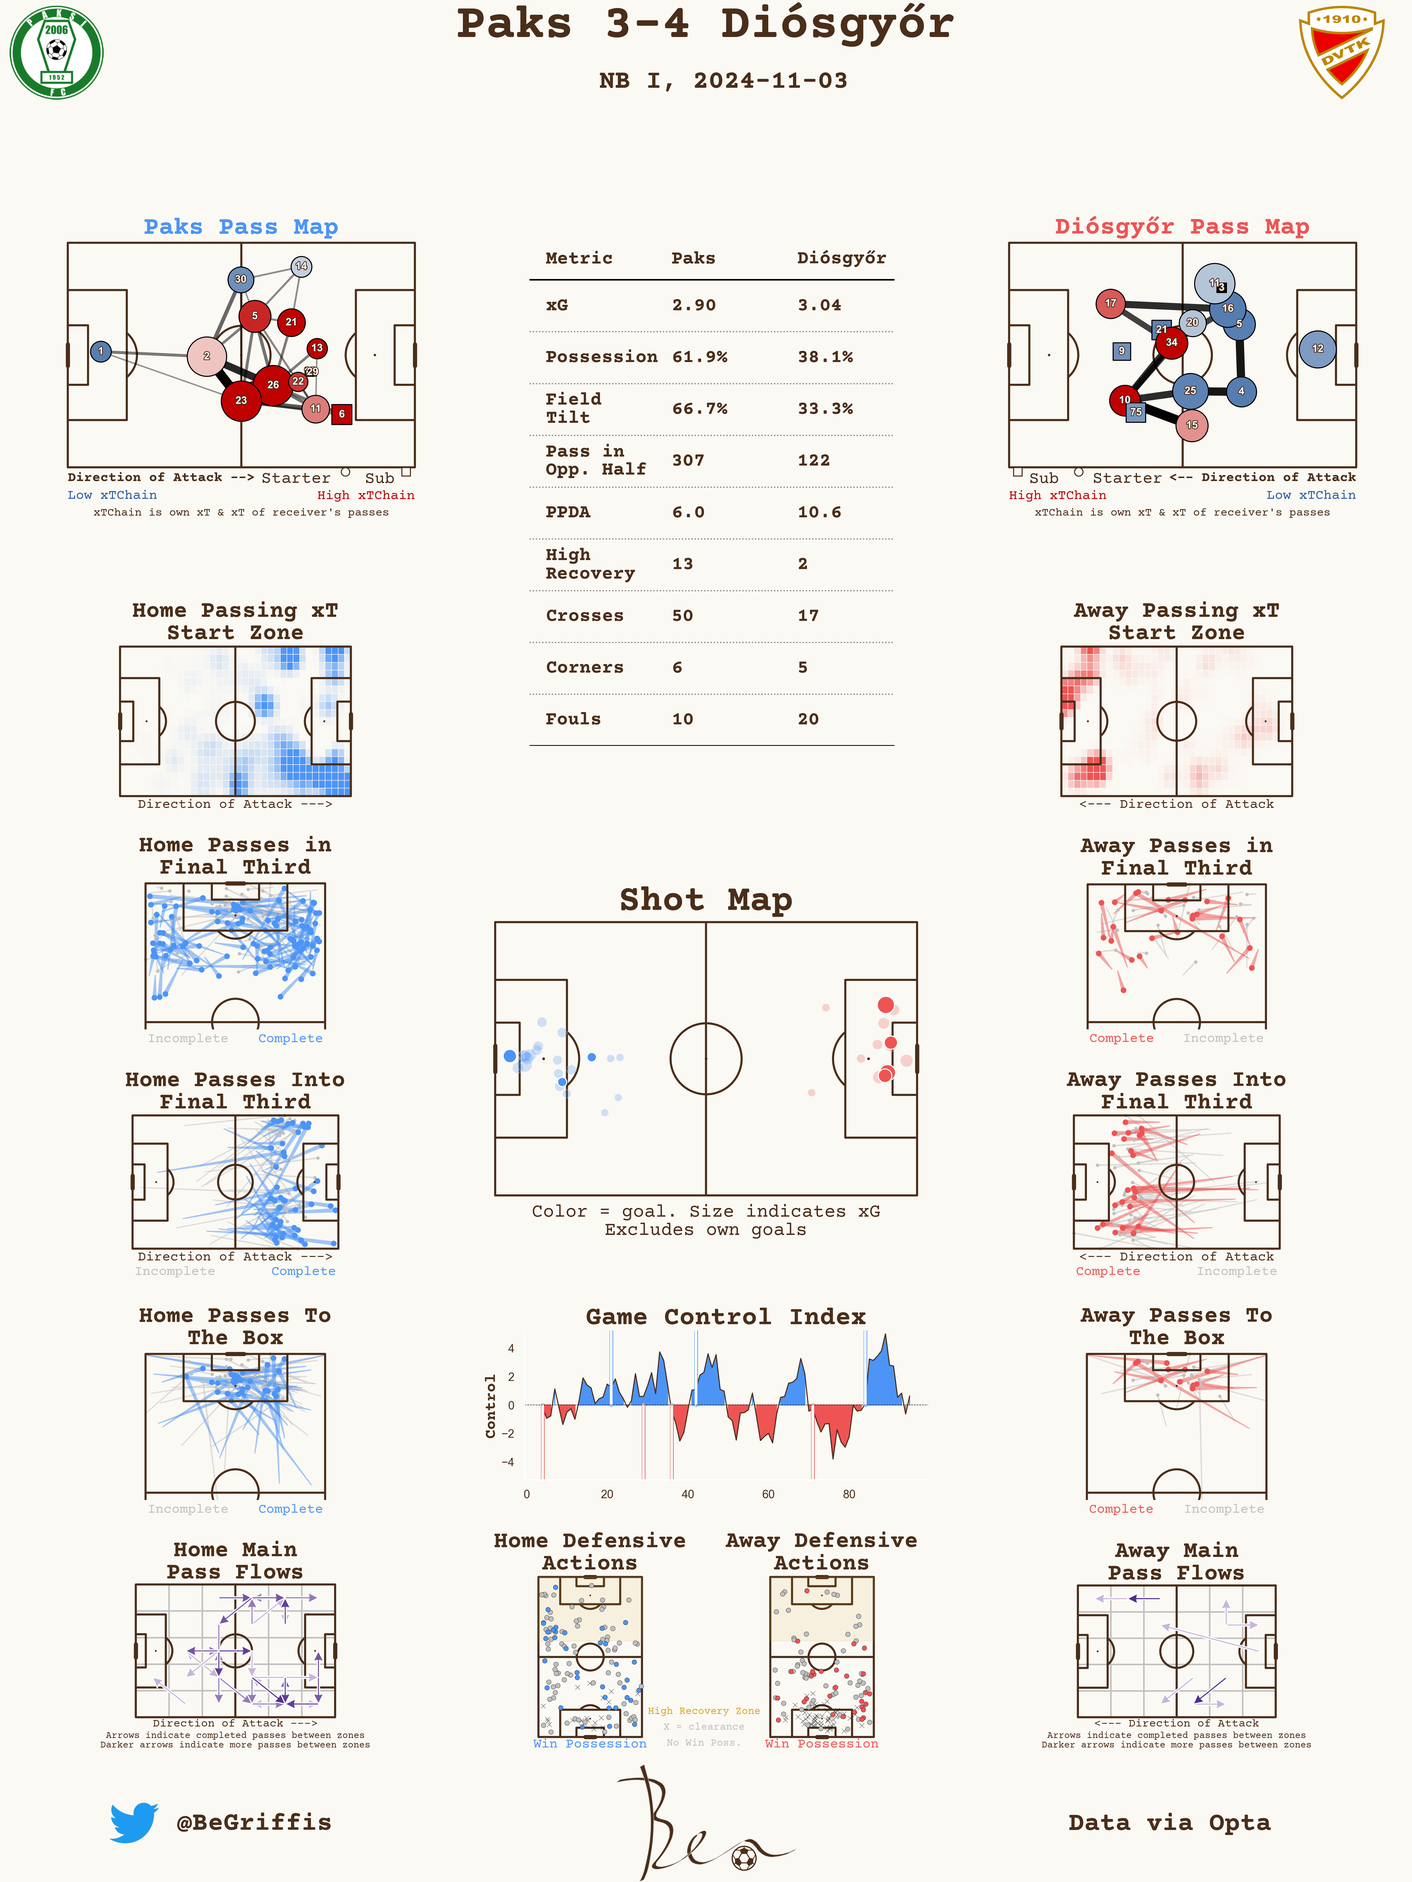 Paks 3-4 Diósgyőr
NB I, 2024-11-03
PAKSI
2006
1952
FC
·1910·
DVTK
Paks Pass Map
30
14
5
21
13
1
2
29
22
26
23
11
6
Direction of Attack --> Starter Sub
Low xTChain High xTChain
xTChain is own xT & xT of receiver's passes
Metric Paks Diósgyőr
xG 2.90 3.04
Possession 61.9% 38.1%
Field
Tilt 66.7% 33.3%
Pass in
Opp. Half 307 122
PPDA 6.0 10.6
High
Recovery 13 2
Crosses 50 17
Corners 6 5
Fouls 10 20
Diósgyőr Pass Map
11
3
17
16
20
5
21
34
9
12
25
4
10
75
15
Sub Starter <-- Direction of Attack
High xTChain Low xTChain
xTChain is own xT & xT of receiver's passes
Home Passing xT
Start Zone
Direction of Attack --->
Away Passing xT
Start Zone
<--- Direction of Attack
Home Passes in
Final Third
Incomplete Complete
Away Passes in
Final Third
Complete Incomplete
Shot Map
Color = goal. Size indicates xG
Excludes own goals
Home Passes Into
Final Third
Direction of Attack --->
Incomplete Complete
Away Passes Into
Final Third
<--- Direction of Attack
Complete Incomplete
Home Passes To
The Box
Incomplete Complete
Game Control Index
Control
4
2
0
−2
−4
0 20 40 60 80
Away Passes To
The Box
Complete Incomplete
Home Main
Pass Flows
Direction of Attack --->
Arrows indicate completed passes between zones
Darker arrows indicate more passes between zones
Home Defensive
Actions
Win Possession
High Recovery Zone
X = clearance
No Win Poss.
Away Defensive
Actions
Win Possession
Away Main
Pass Flows
<--- Direction of Attack
Arrows indicate completed passes between zones
Darker arrows indicate more passes between zones
@BeGriffis
Data via Opta